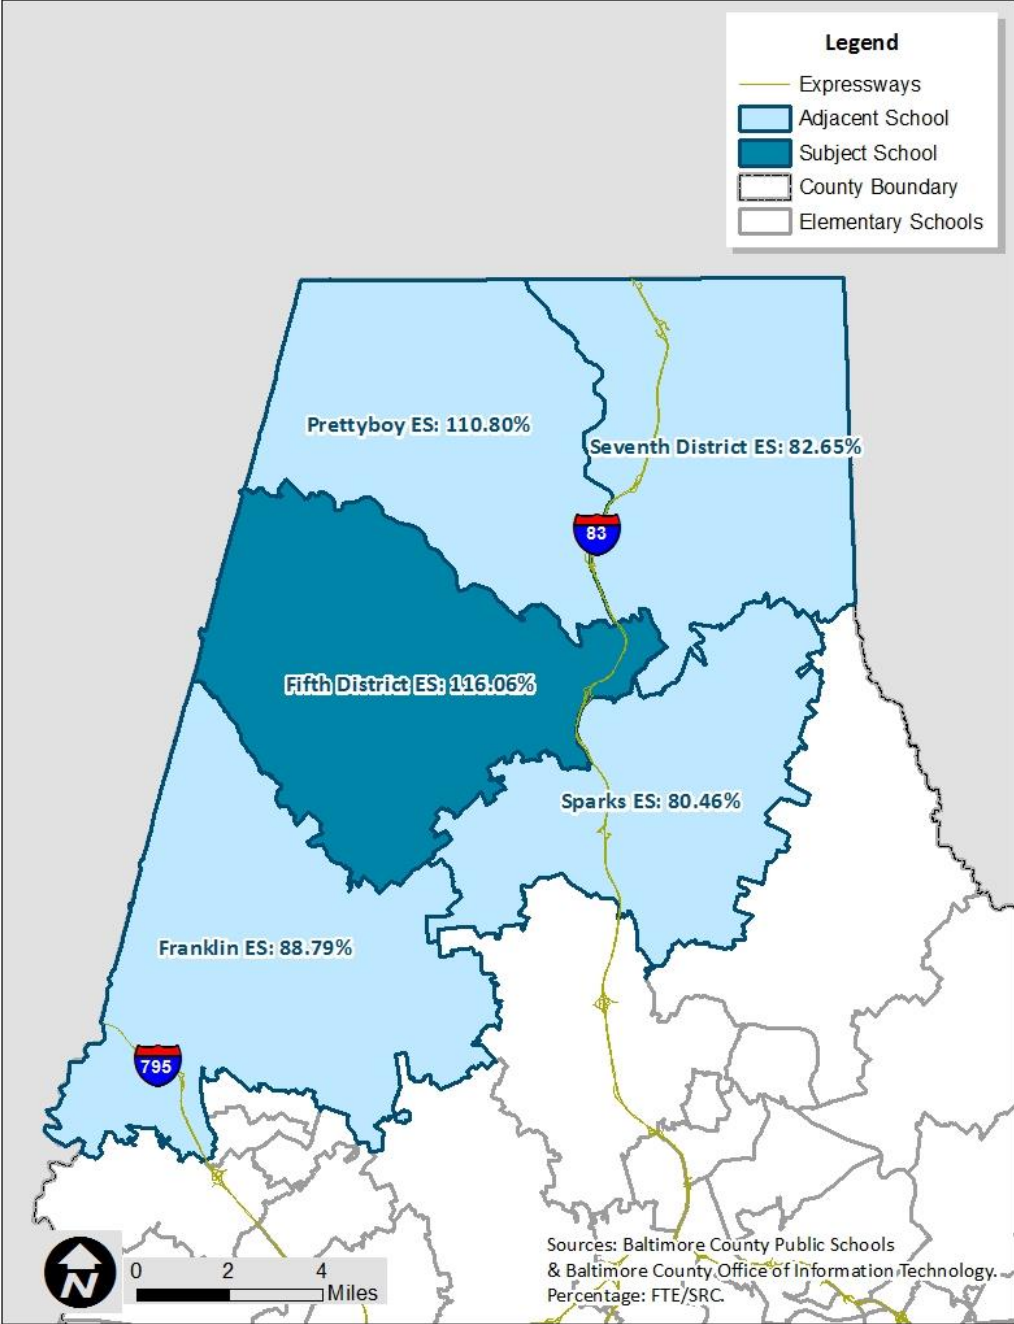 Legend
Expressways
Adjacent School
Subject School
County Boundary
Elementary Schools
Prettyboy ES: 110.80%
Seventh District ES: 82.65%
83
Fifth District ES: 116.06%
Sparks ES: 80.46%
Franklin ES: 88.79%
795
N
0 2 4
Miles
Sources: Baltimore County Public Schools
& Baltimore County Office of Information Technology.
Percentage: FTE/SRC.